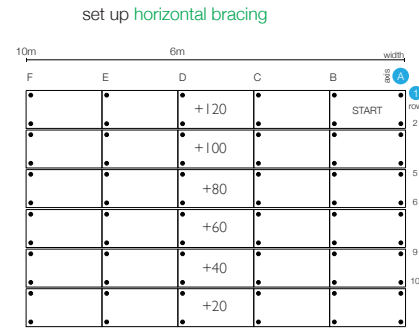 set up horizontal bracing
10m 6m width
F E D C B axis A
+120 START 1
row
2
+100
5
+80
6
+60
9
+40
10
+20